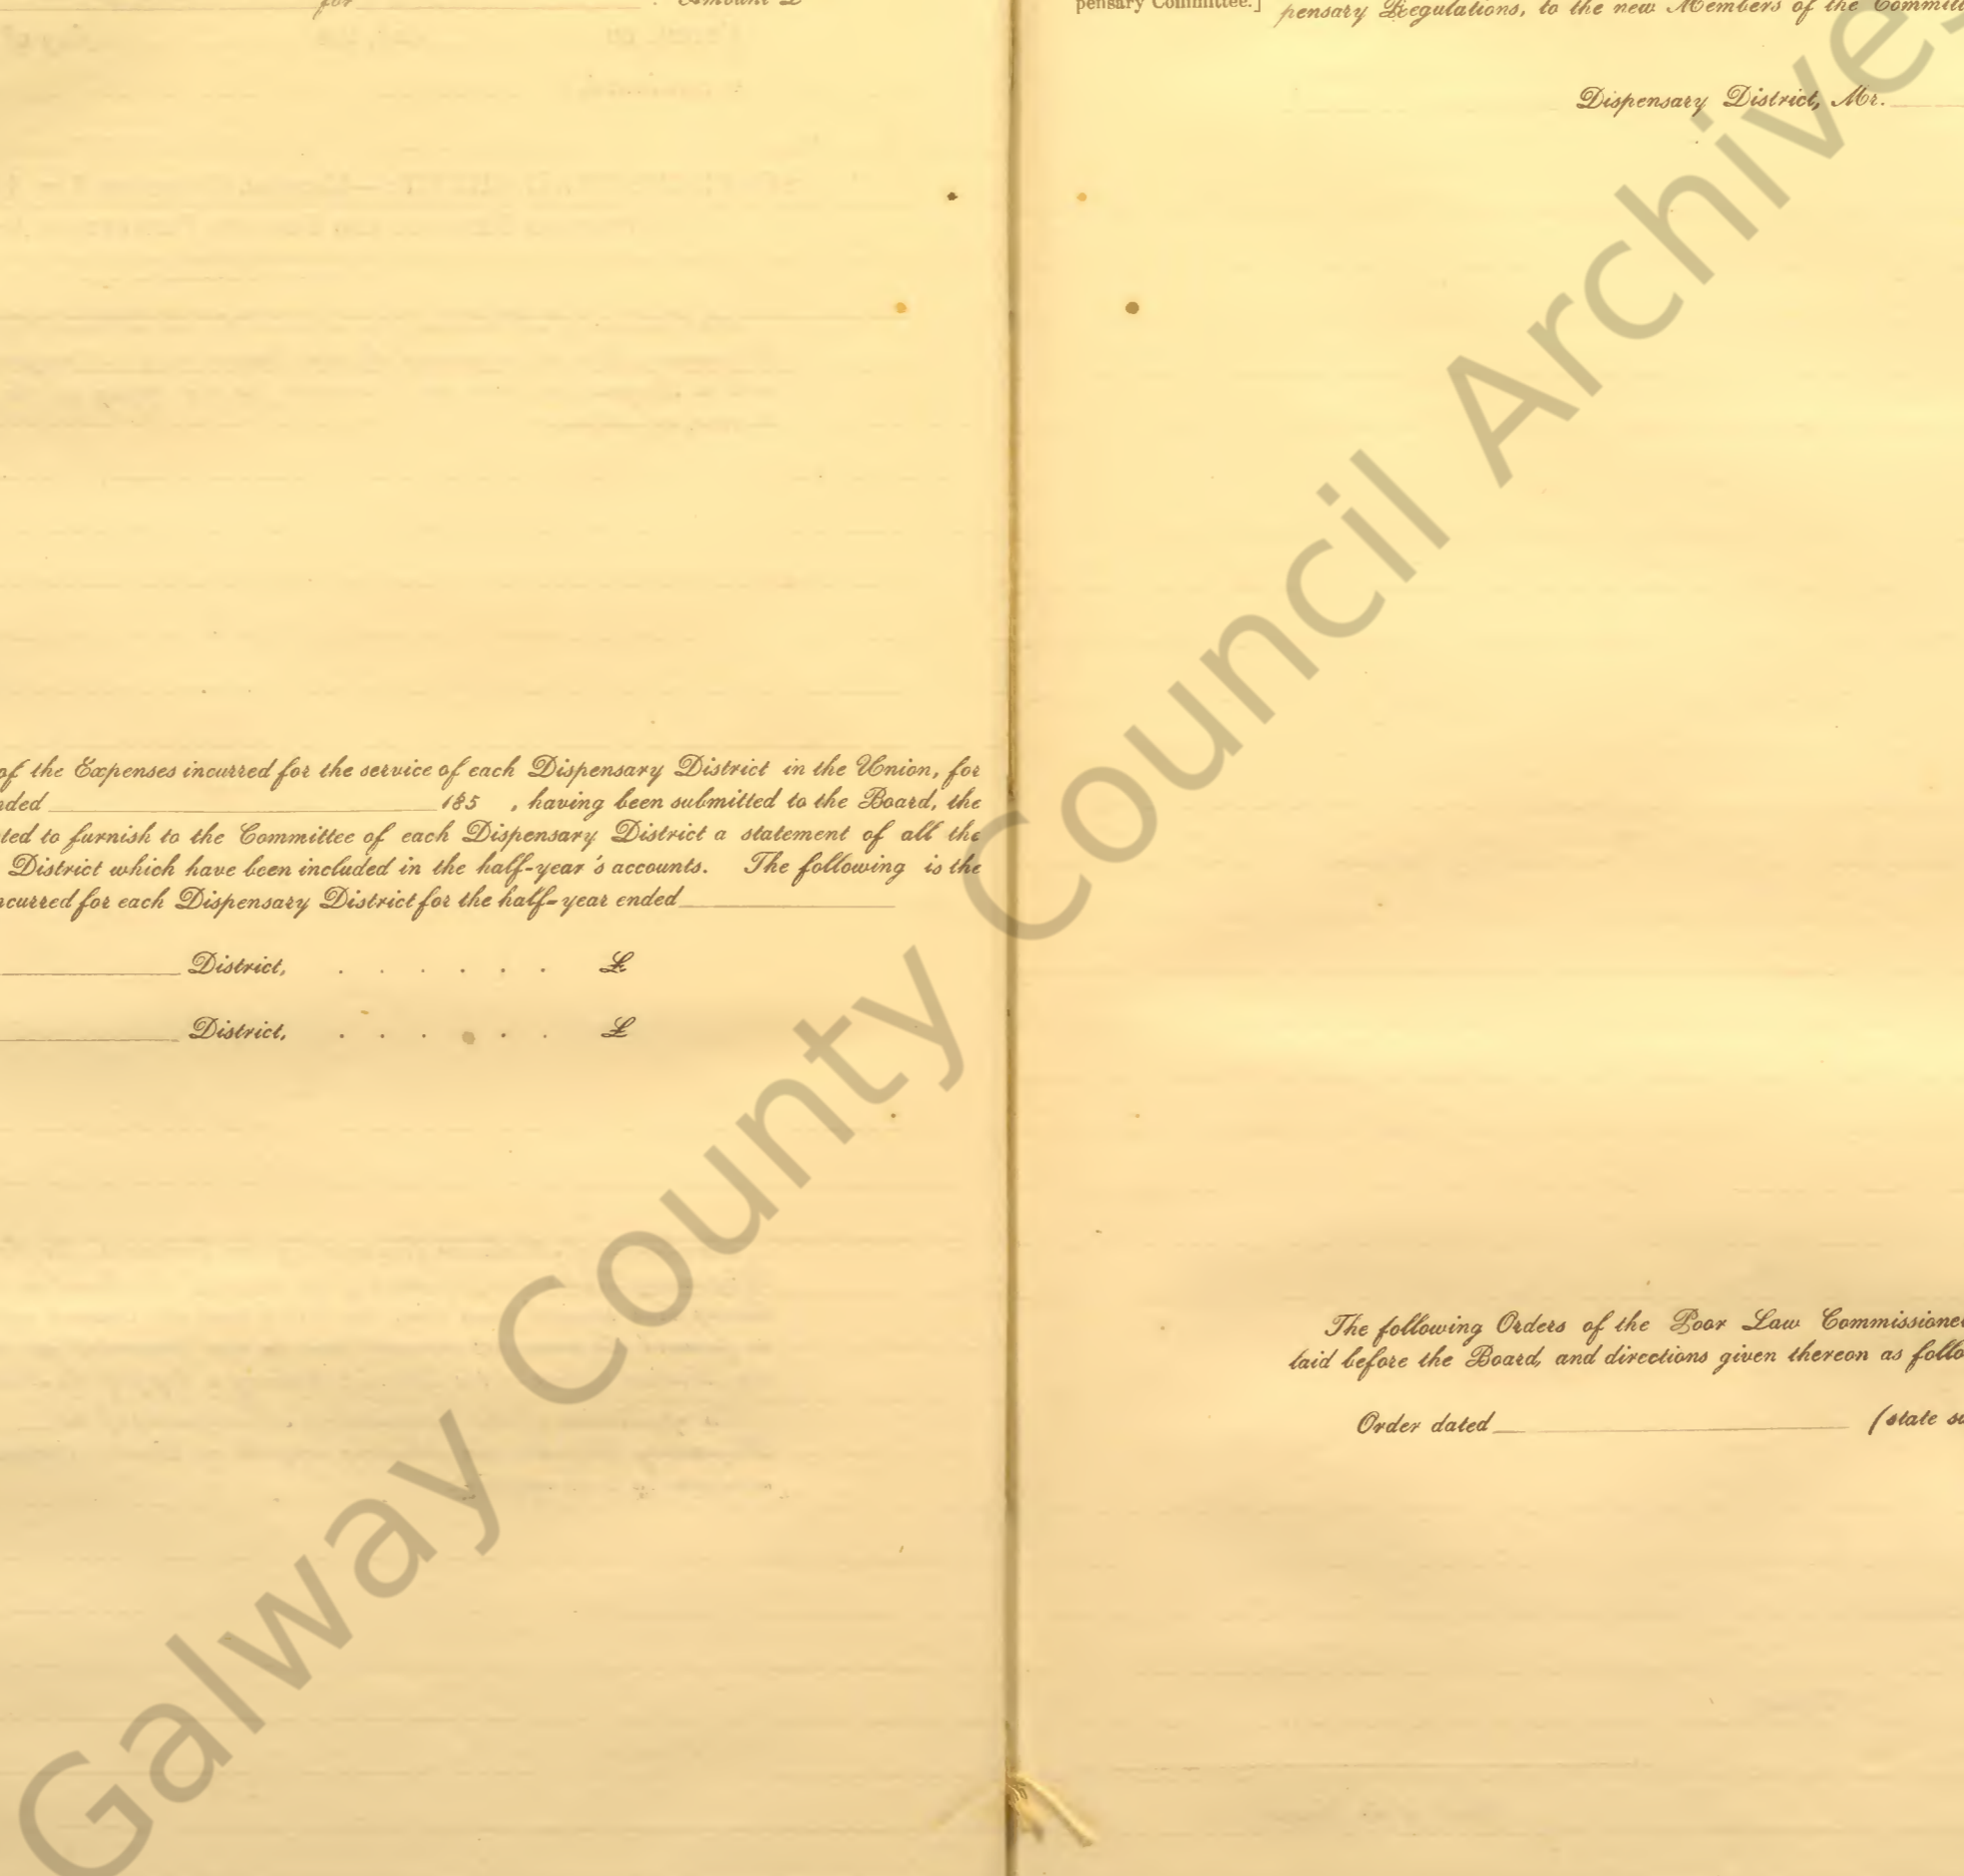 for Amount £
of the Expenses incurred for the service of each Dispensary District in the Union, for
nded 185 , having been submitted to the Board, the
ted to furnish to the Committee of each Dispensary District a statement of all the
District which have been included in the half-year's accounts. The following is the
ncurred for each Dispensary District for the half-year ended
District, . . . . . . £
District, . . . . . . £
pensary Committee.]
pensary Regulations, to the new Members of the Committ
Dispensary District, Mr.
The following Orders of the Poor Law Commissione
laid before the Board, and directions given thereon as follo
Order dated (state su
Galway County Council Archives